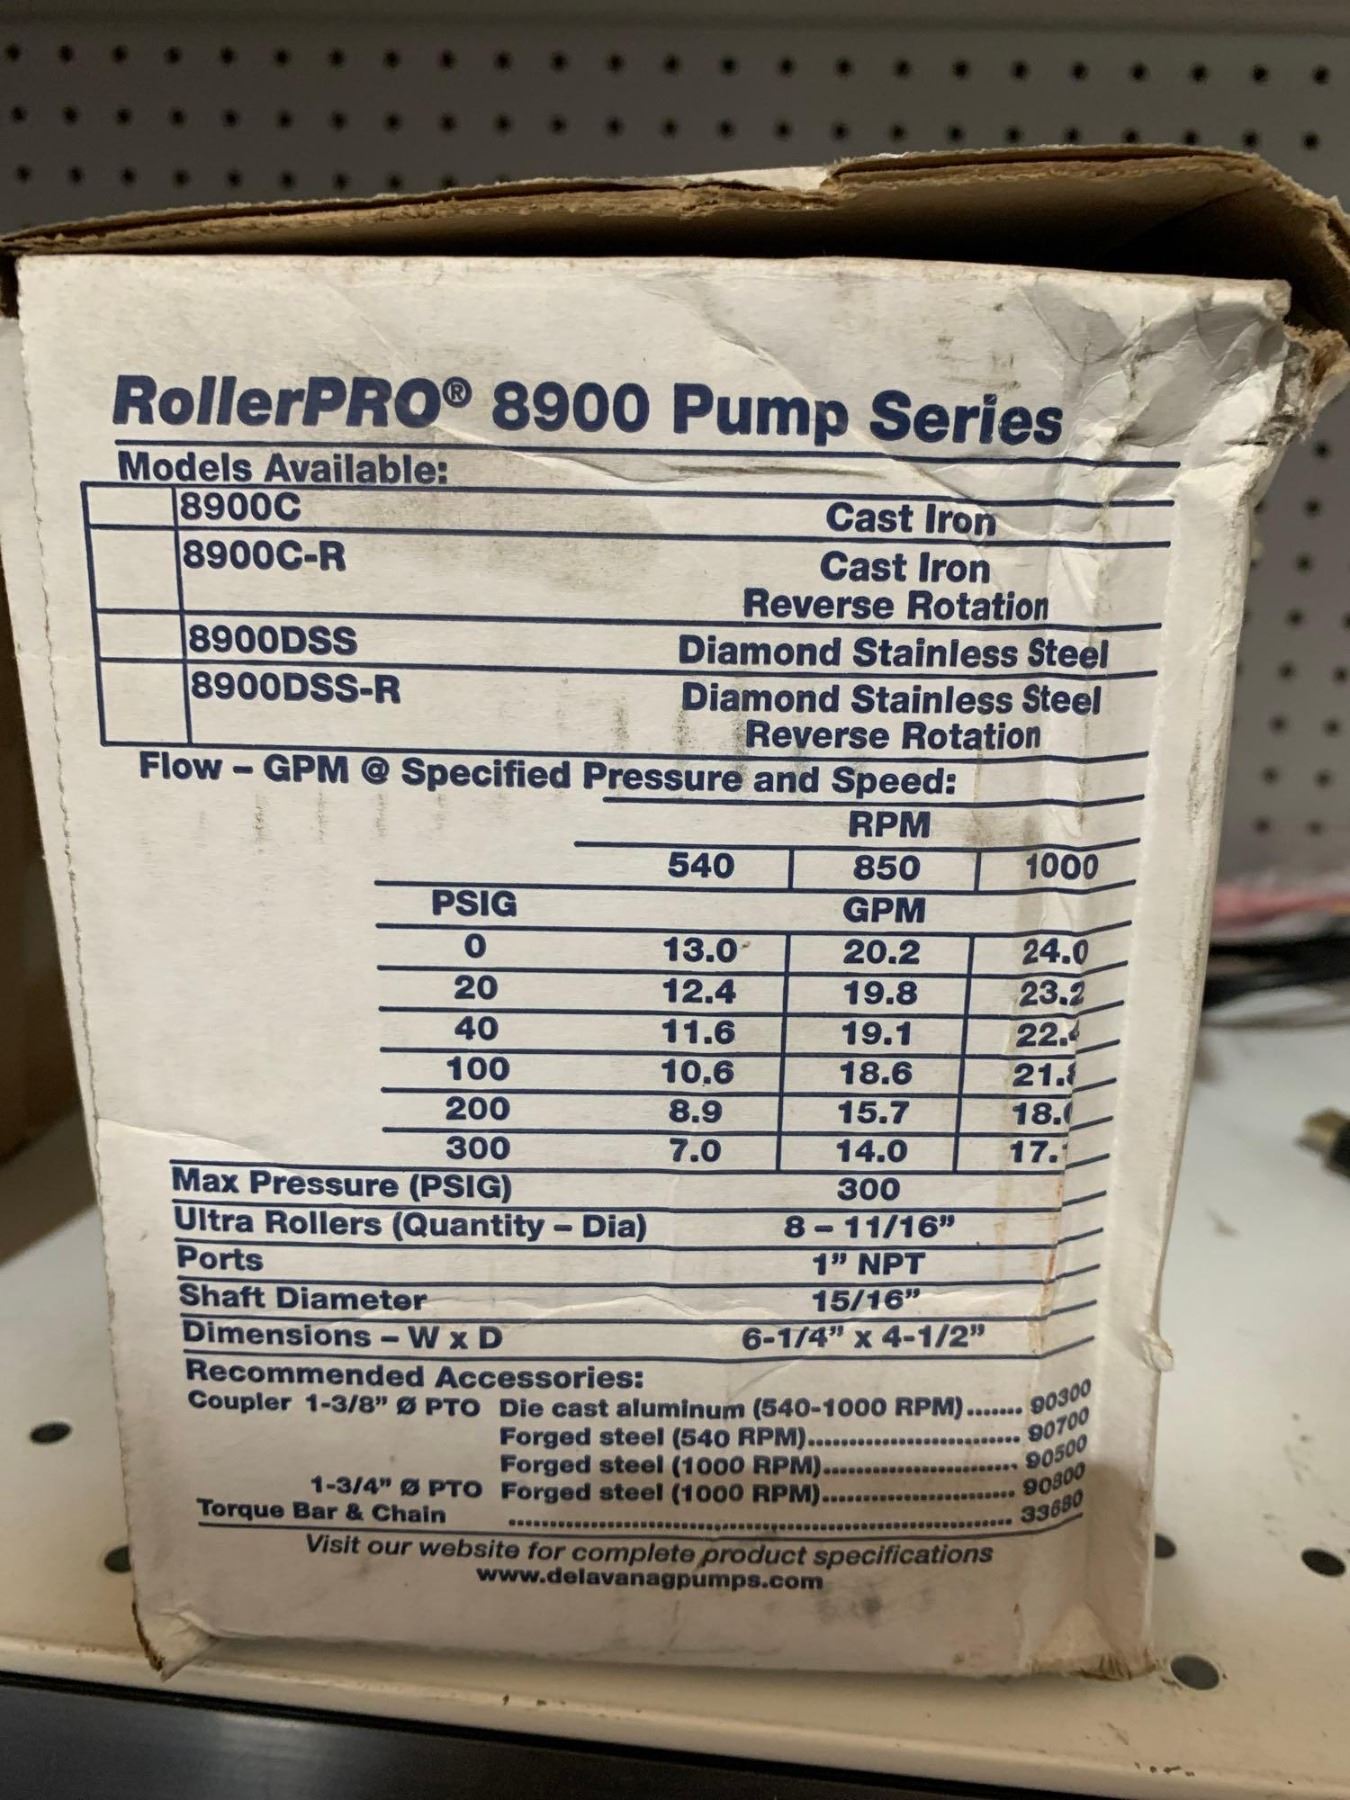 RollerPRO® 8900 Pump Series
Models Available:
8900C Cast Iron
8900C-R Cast Iron
Reverse Rotation
8900DSS Diamond Stainless Steel
8900DSS-R Diamond Stainless Steel
Reverse Rotation
Flow – GPM @ Specified Pressure and Speed:
RPM
540 850 1000
PSIG GPM
0 13.0 20.2 24.0
20 12.4 19.8 23.2
40 11.6 19.1
100 10.6 18.6
200 8.9 15.7
300 7.0 14.0
Max Pressure (PSIG) 300
Ultra Rollers (Quantity – Dia) 8 – 11/16”
Ports 1” NPT
Shaft Diameter 15/16”
Dimensions – W x D 6-1/4” x 4-1/2”
Recommended Accessories:
Coupler 1-3/8” Ø PTO Die cast aluminum (540-1000 RPM)....... 90300
Forged steel (540 RPM).......................... 90700
Forged steel (1000 RPM)........................ 90500
1-3/4” Ø PTO Forged steel (1000 RPM)........................ 90800
Torque Bar & Chain ............................................................. 33680
Visit our website for complete product specifications
www.delavanagpumps.com